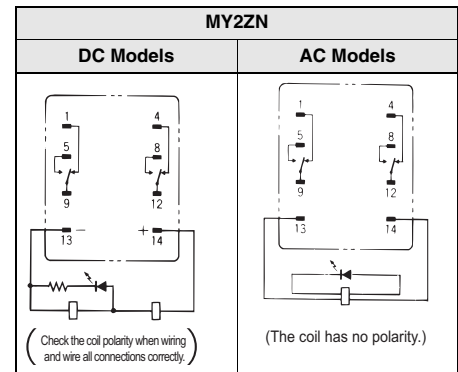 MY2ZN
DC Models
AC Models
1 4
5 8
9 12
13 − + 14
( Check the coil polarity when wiring
and wire all connections correctly. )
1 4
5 8
9 12
13 14
(The coil has no polarity.)